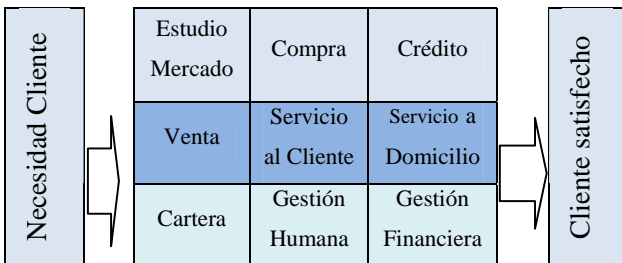 Necesidad Cliente
Estudio
Mercado
Compra
Crédito
Venta
Servicio
al Cliente
Servicio a
Domicilio
Cartera
Gestión
Humana
Gestión
Financiera
Cliente satisfecho